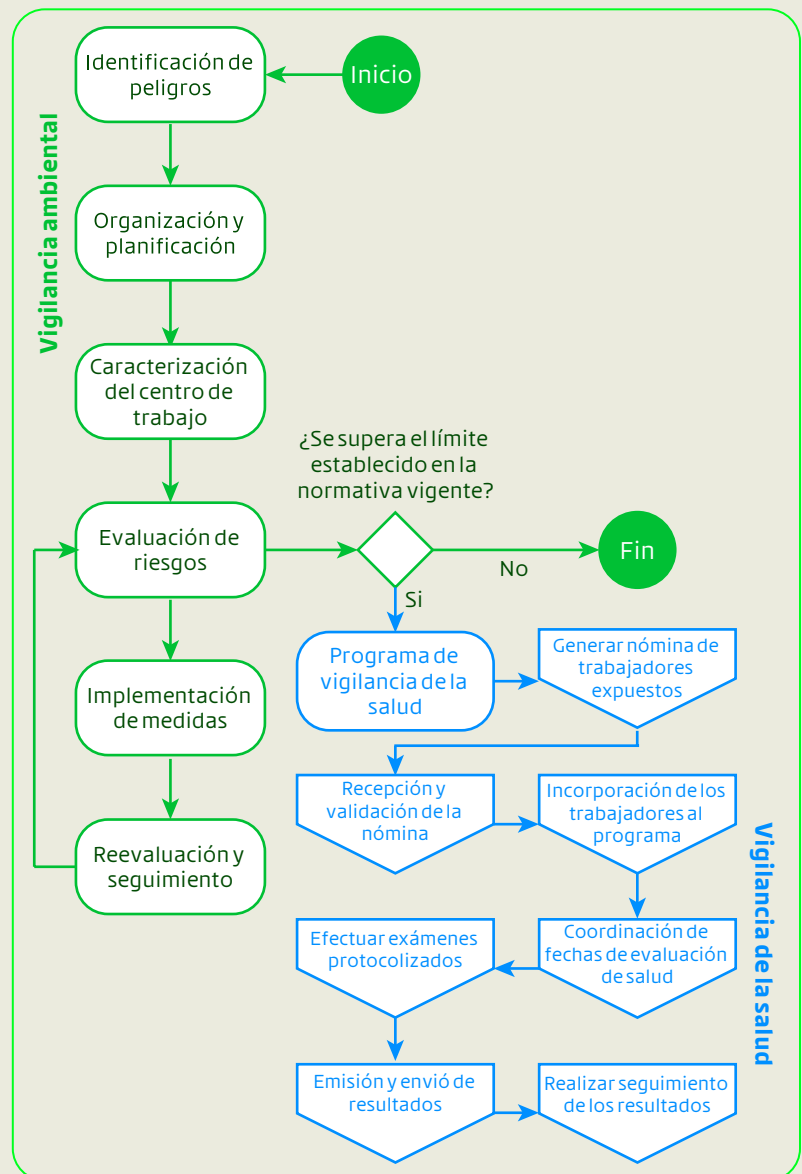 Identificación de
peligros
Inicio
Vigilancia ambiental
Organización y
planificación
Caracterización
del centro de
trabajo
¿Se supera el límite
establecido en la
normativa vigente?
Evaluación de
riesgos
Fin
No
Si
Programa de
vigilancia de la
salud
Generar nómina de
trabajadores
expuestos
Implementación
de medidas
Recepción y
validación de la
nómina
Incorporación de los
trabajadores al
programa
Reevaluación y
seguimiento
Vigilancia de la salud
Coordinación de
fechas de evaluación
de salud
Efectuar exámenes
protocolizados
Emisión y envió de
resultados
Realizar seguimiento
de los resultados